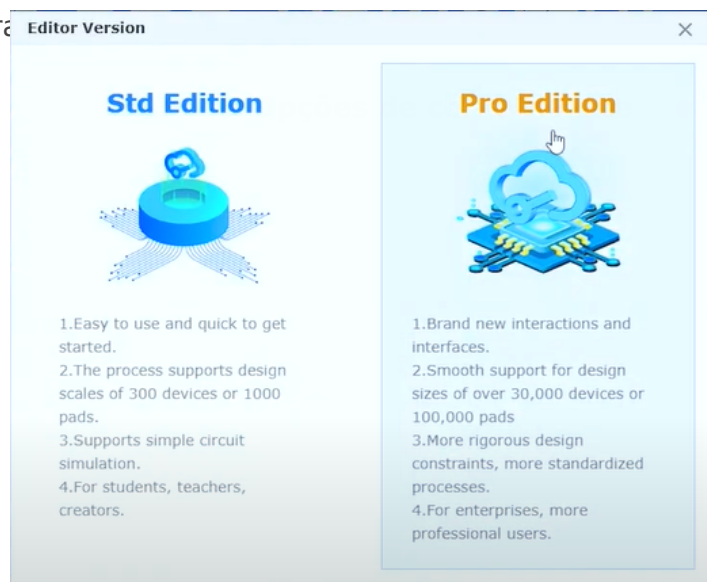 Editor Version
Std Edition
1.Easy to use and quick to get
started.
2.The process supports design
scales of 300 devices or 1000
pads.
3.Supports simple circuit
simulation.
4.For students, teachers,
creators.
Pro Edition
1.Brand new interactions and
interfaces.
2.Smooth support for design
sizes of over 30,000 devices or
100,000 pads
3.More rigorous design
constraints, more standardized
processes.
4.For enterprises, more
professional users.